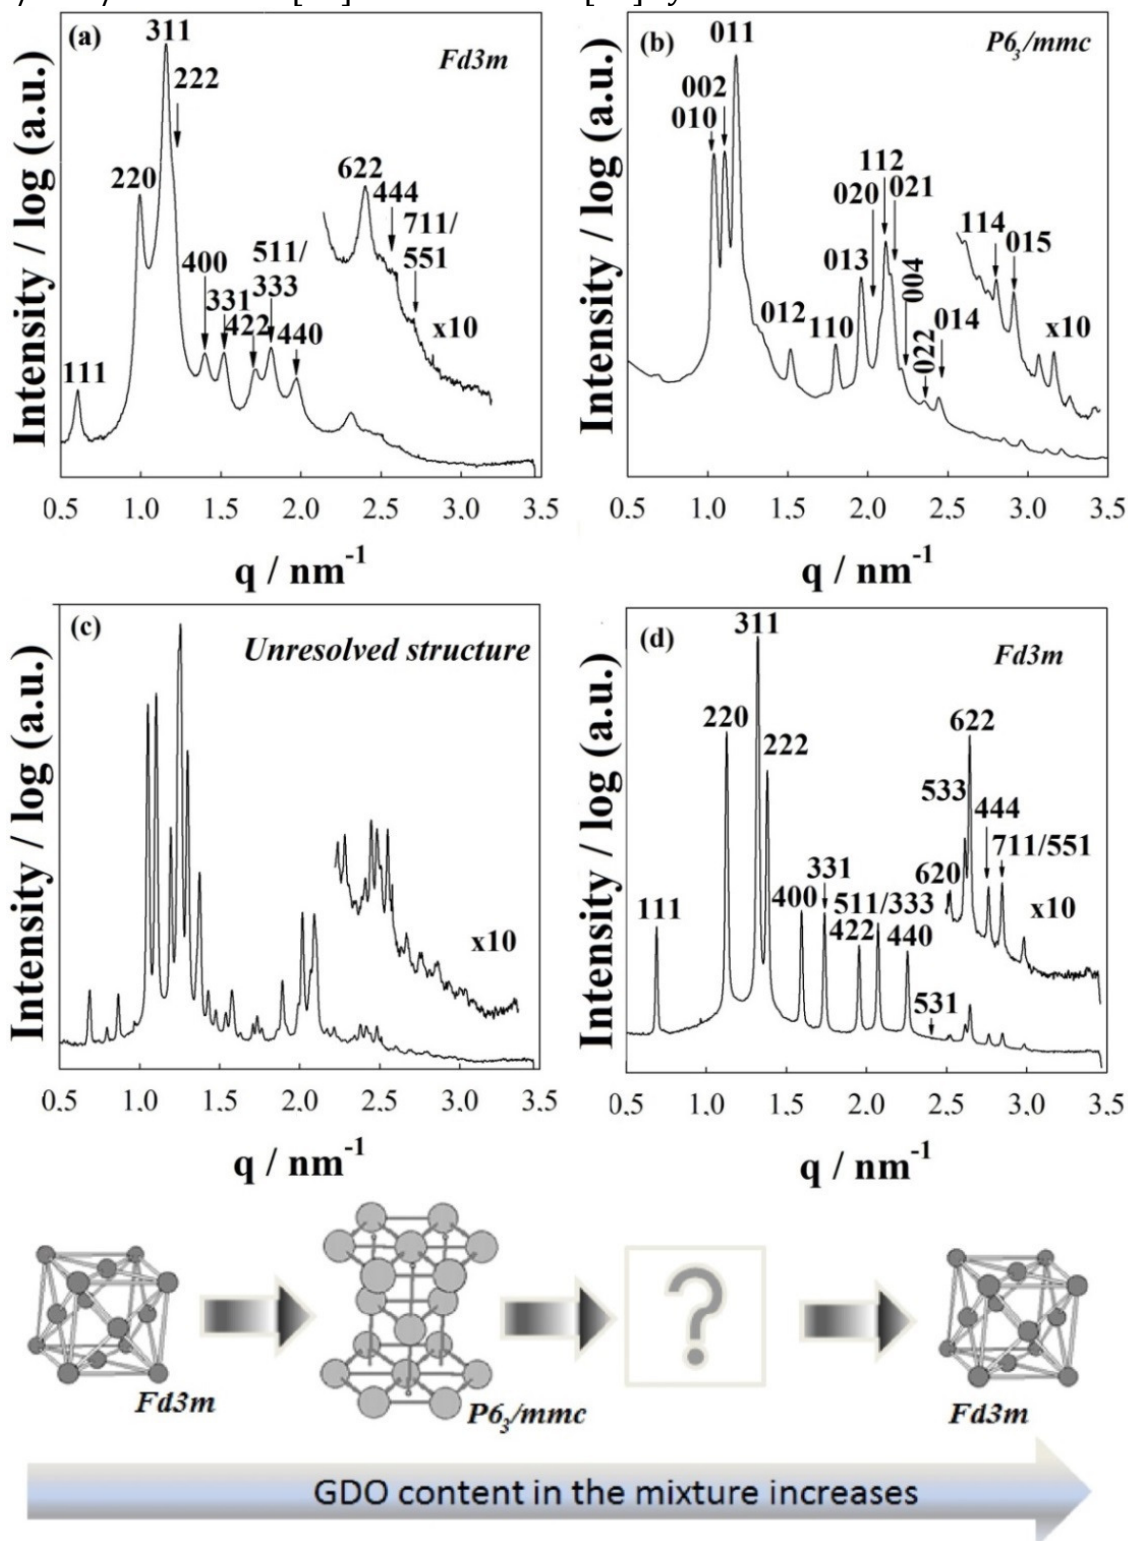 (a)
Fd3m
311
222
220
400
331
422
511/
333
440
111
622
444
711/
551
x10
Intensity / log (a.u.)
0.5 1.0 1.5 2.0 2.5 3.0 3.5
q / nm-1
(b)
P63/mmc
011
002
010
012
110
013
020
112
021
004
022
014
114
015
x10
Intensity / log (a.u.)
0.5 1.0 1.5 2.0 2.5 3.0 3.5
q / nm-1
(c)
Unresolved structure
x10
Intensity / log (a.u.)
0.5 1.0 1.5 2.0 2.5 3.0 3.5
q / nm-1
(d)
Fd3m
311
220
222
111
400
331
422
511/333
440
531
620
533
622
444
711/551
x10
Intensity / log (a.u.)
0.5 1.0 1.5 2.0 2.5 3.0 3.5
q / nm-1
Fd3m
P63/mmc
?
Fd3m
GDO content in the mixture increases